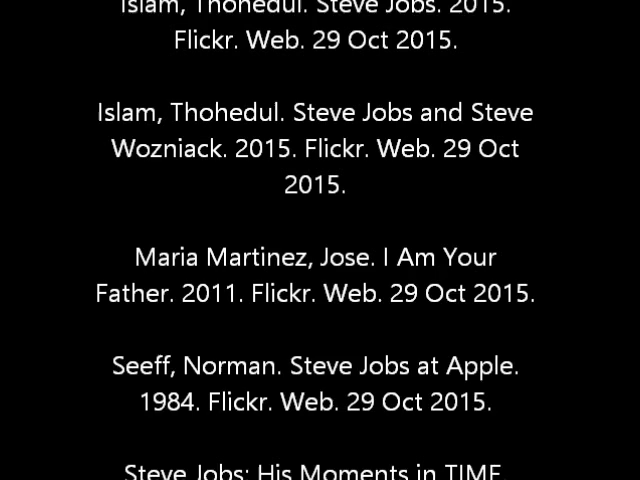 Islam, Thohedul. Steve Jobs. 2015.
Flickr. Web. 29 Oct 2015.
Islam, Thohedul. Steve Jobs and Steve
Wozniack. 2015. Flickr. Web. 29 Oct
2015.
Maria Martinez, Jose. I Am Your
Father. 2011. Flickr. Web. 29 Oct 2015.
Seeff, Norman. Steve Jobs at Apple.
1984. Flickr. Web. 29 Oct 2015.
Steve Jobs: His Moments in TIME.